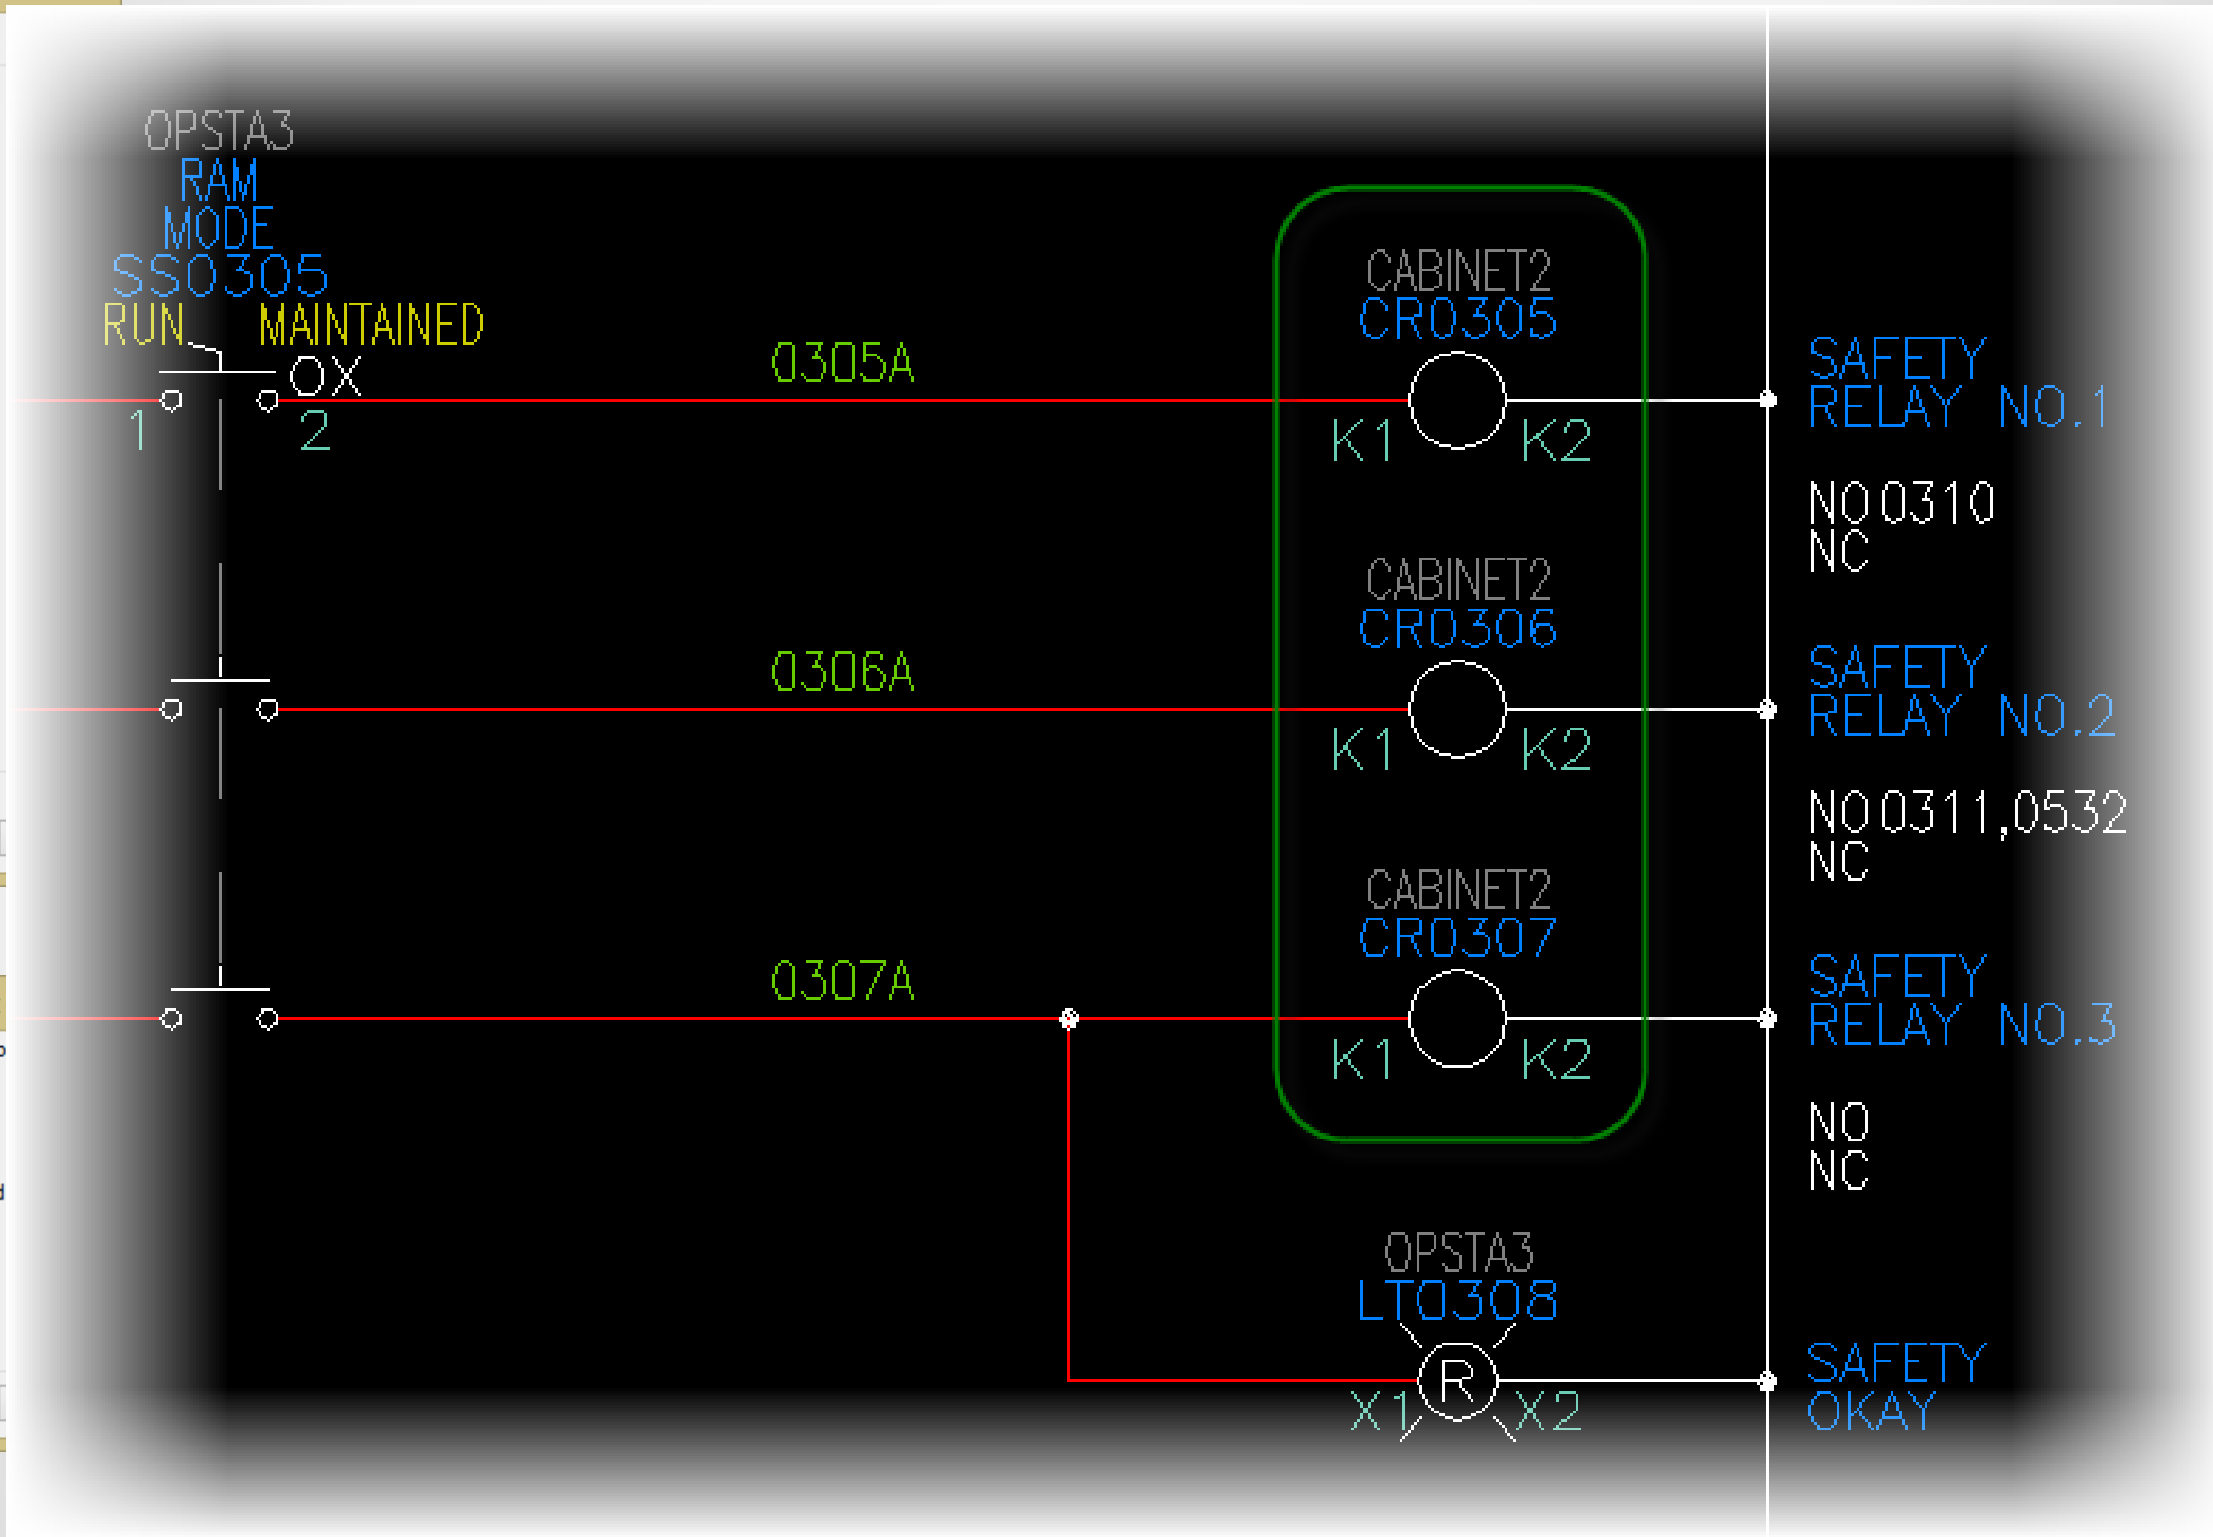 OPSTA3
RAM
MODE
SS0305
RUN MAINTAINED
OX
1 2
0305A
CABINET2
CR0305
K1 K2
SAFETY
RELAY NO.1
NO 0310
NC
0306A
CABINET2
CR0306
K1 K2
SAFETY
RELAY NO.2
NO 0311,0532
NC
0307A
CABINET2
CR0307
K1 K2
SAFETY
RELAY NO.3
NO
NC
OPSTA3
LT0308
R
X1 X2
SAFETY
OKAY